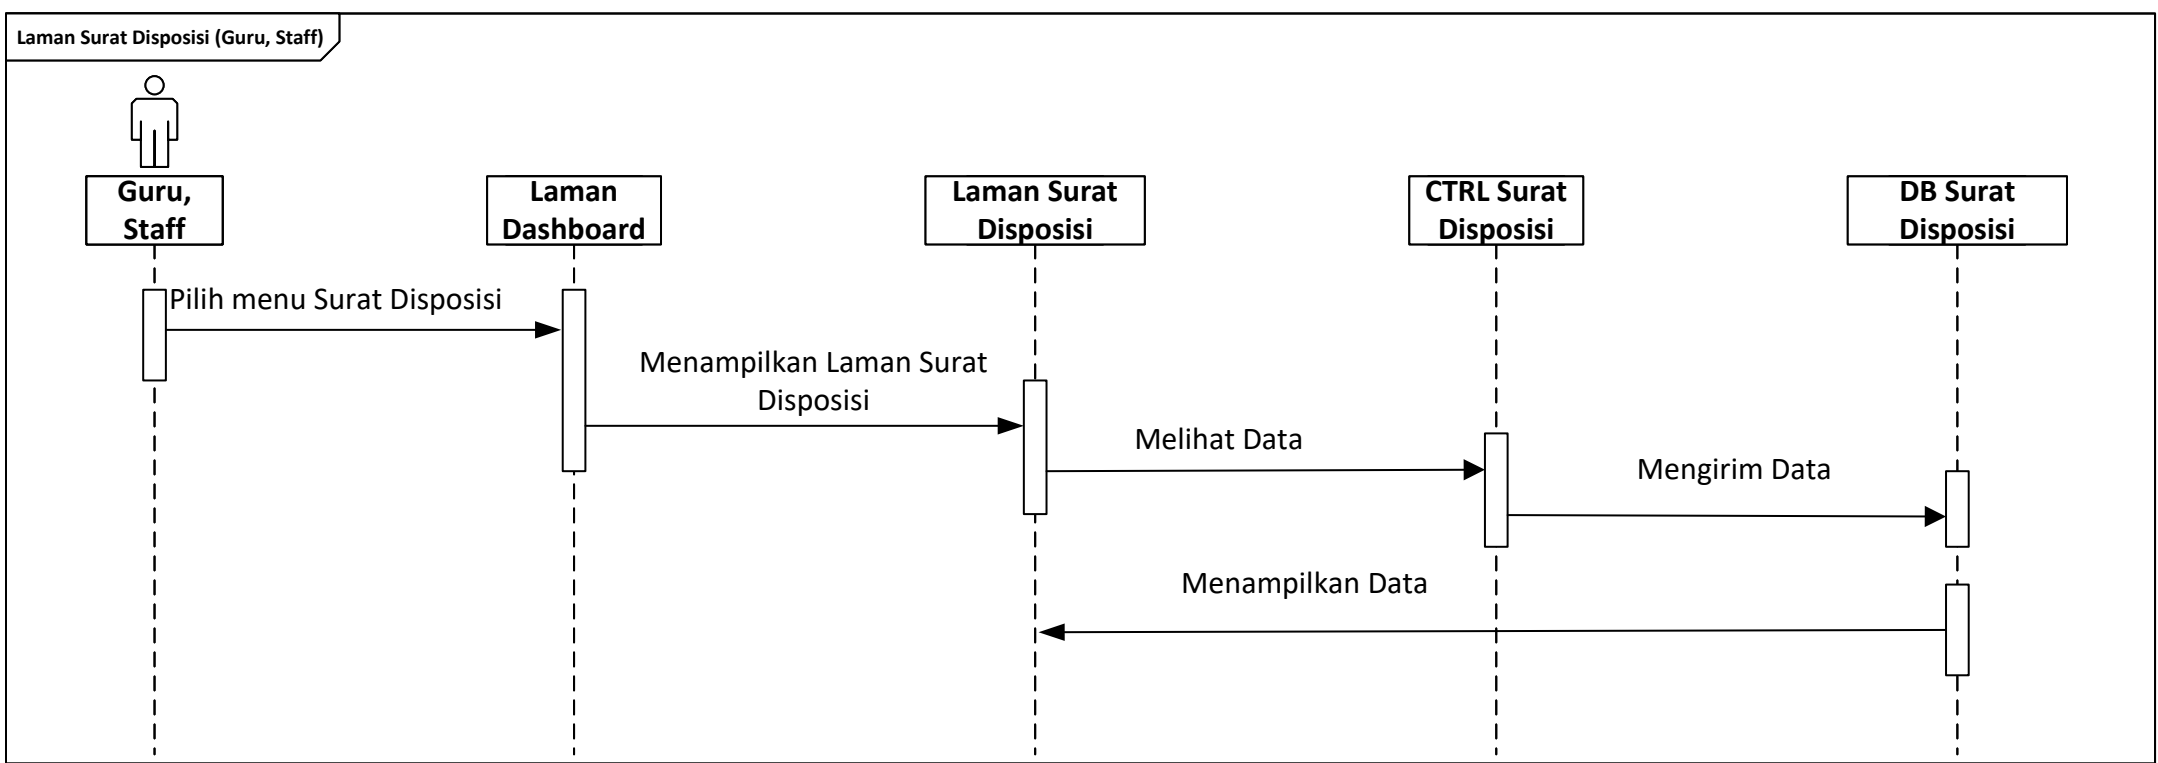 Laman Surat Disposisi (Guru, Staff)
Guru,
Staff
Laman
Dashboard
Laman Surat
Disposisi
CTRL Surat
Disposisi
DB Surat
Disposisi
Pilih menu Surat Disposisi
Menampilkan Laman Surat
Disposisi
Melihat Data
Mengirim Data
Menampilkan Data